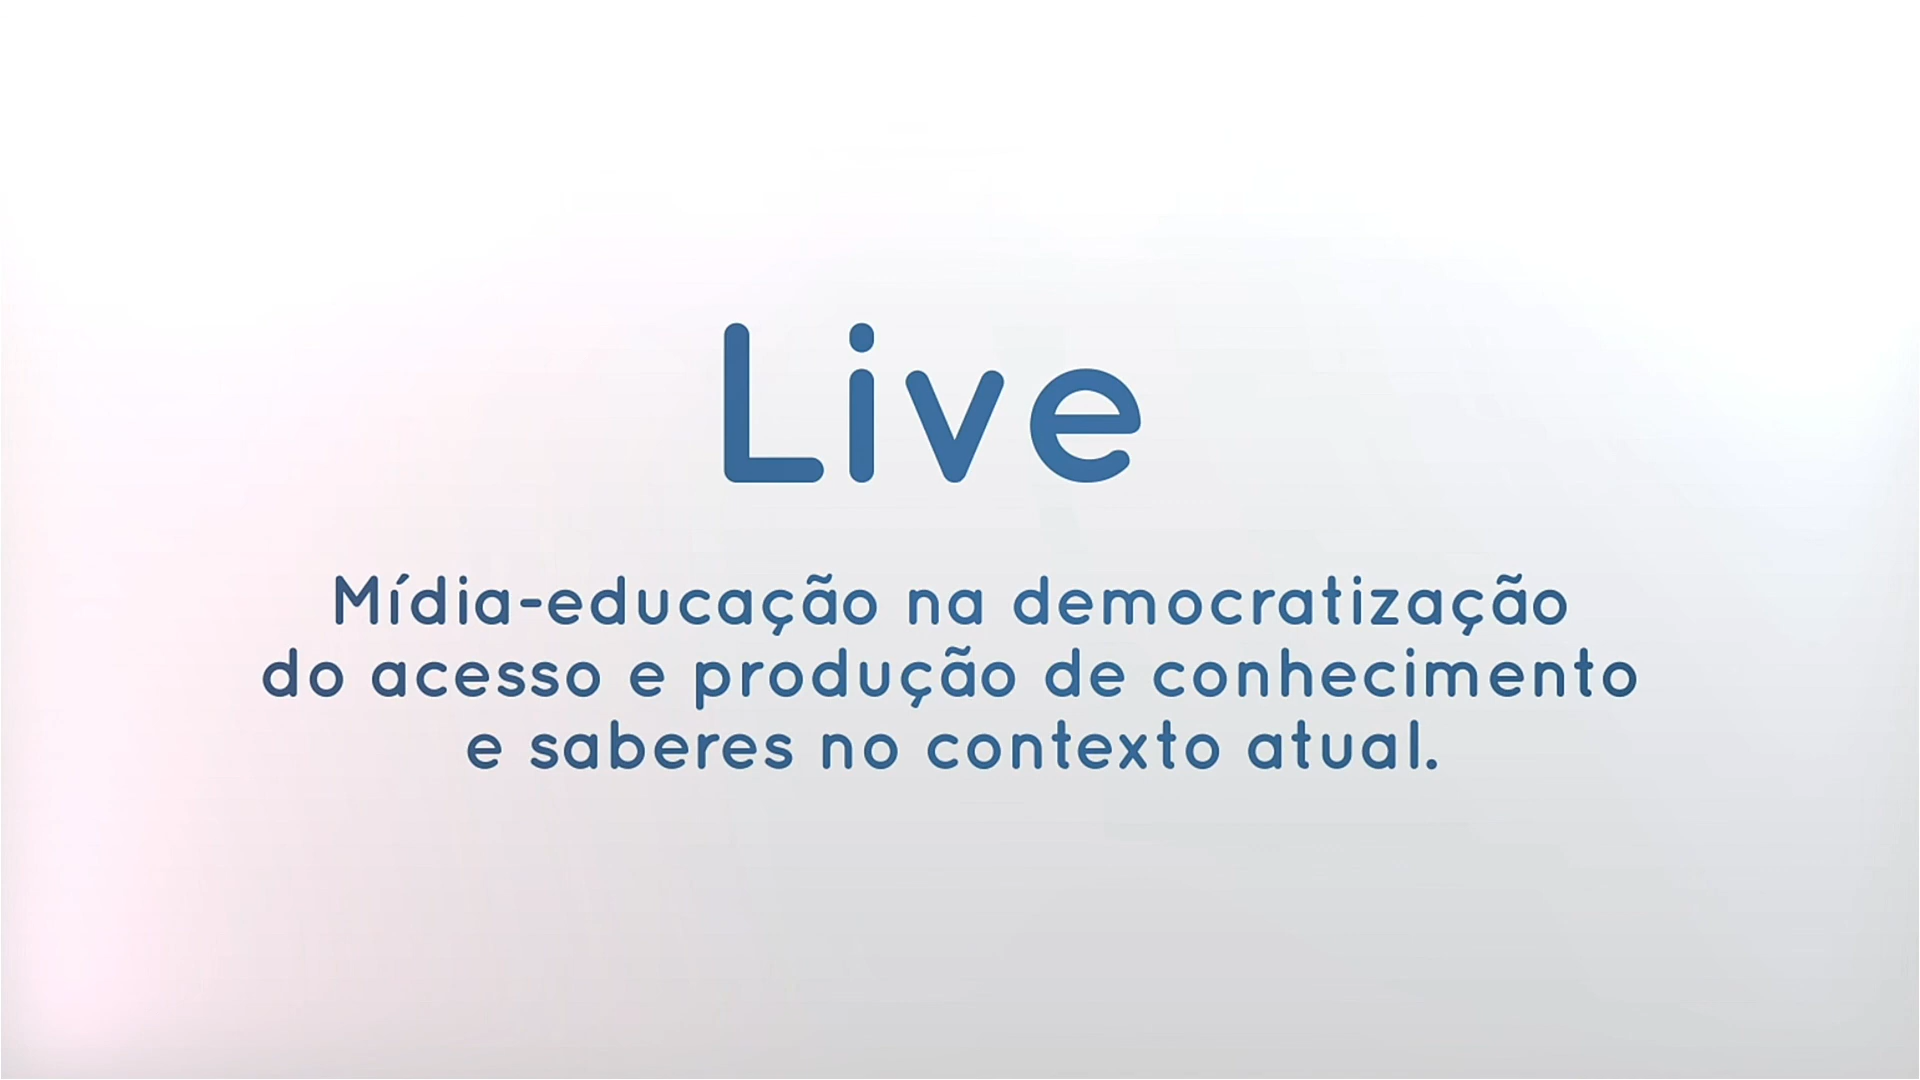 Live
Mídia-educação na democratização
do acesso e produção de conhecimento
e saberes no contexto atual.